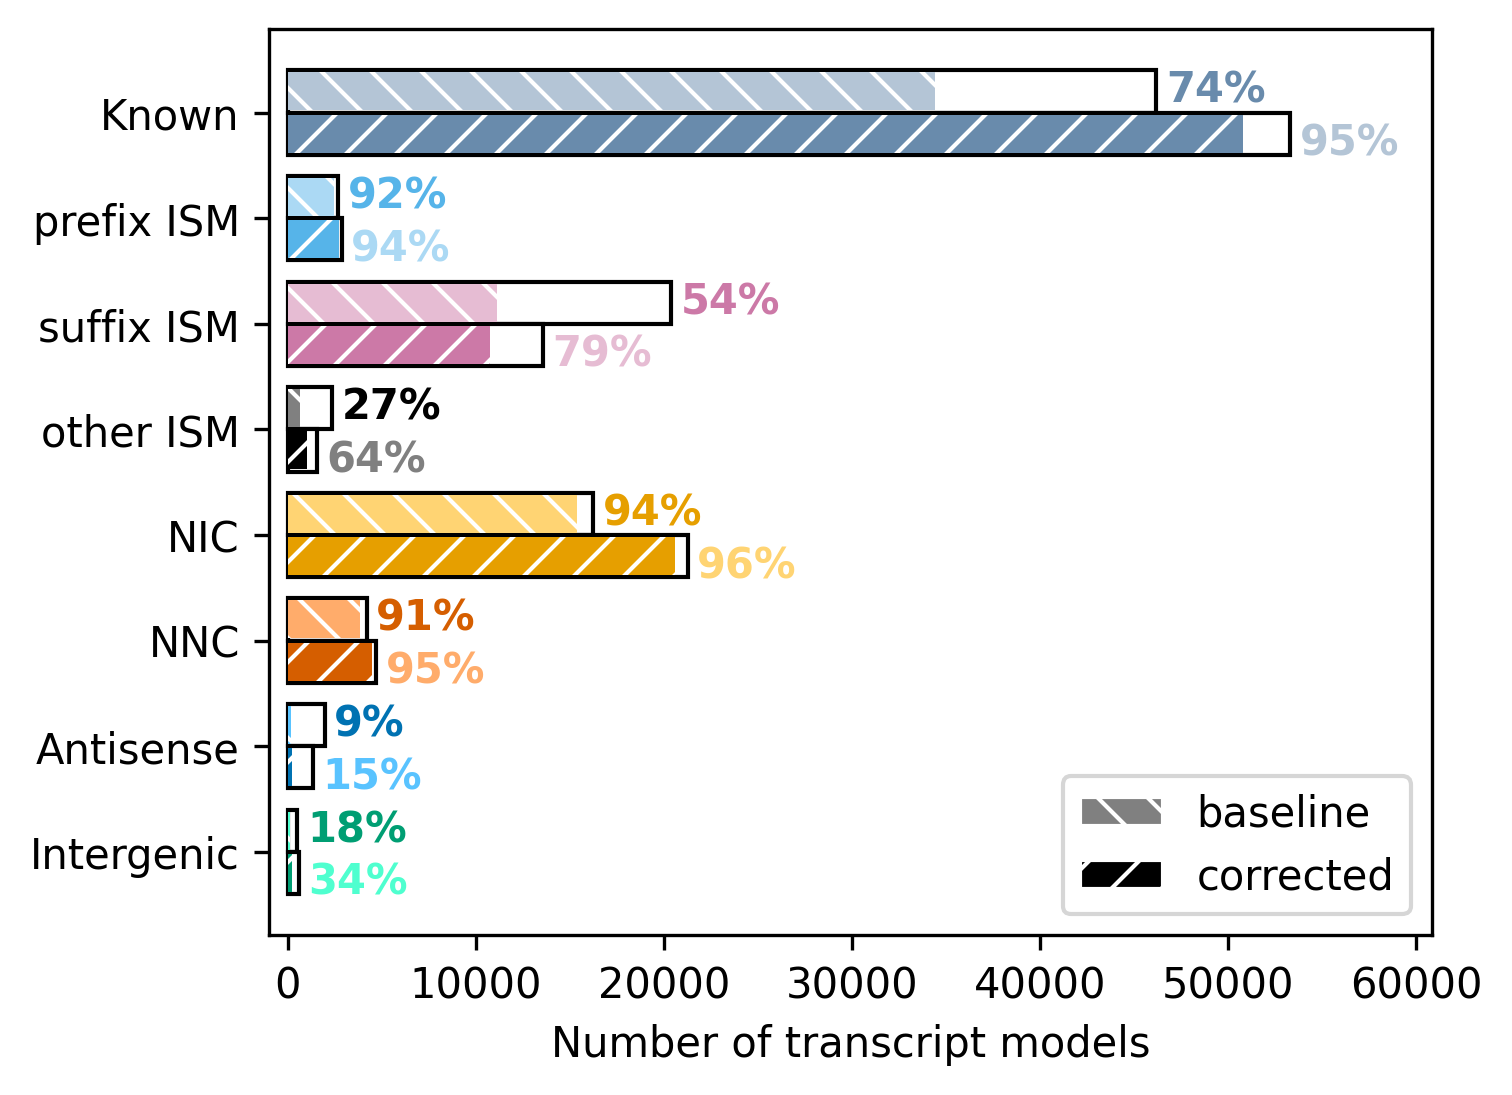 Known
74%
95%
prefix ISM
92%
94%
suffix ISM
54%
79%
other ISM
27%
64%
NIC
94%
96%
NNC
91%
95%
Antisense
9%
15%
Intergenic
18%
34%
baseline
corrected
0 10000 20000 30000 40000 50000 60000
Number of transcript models